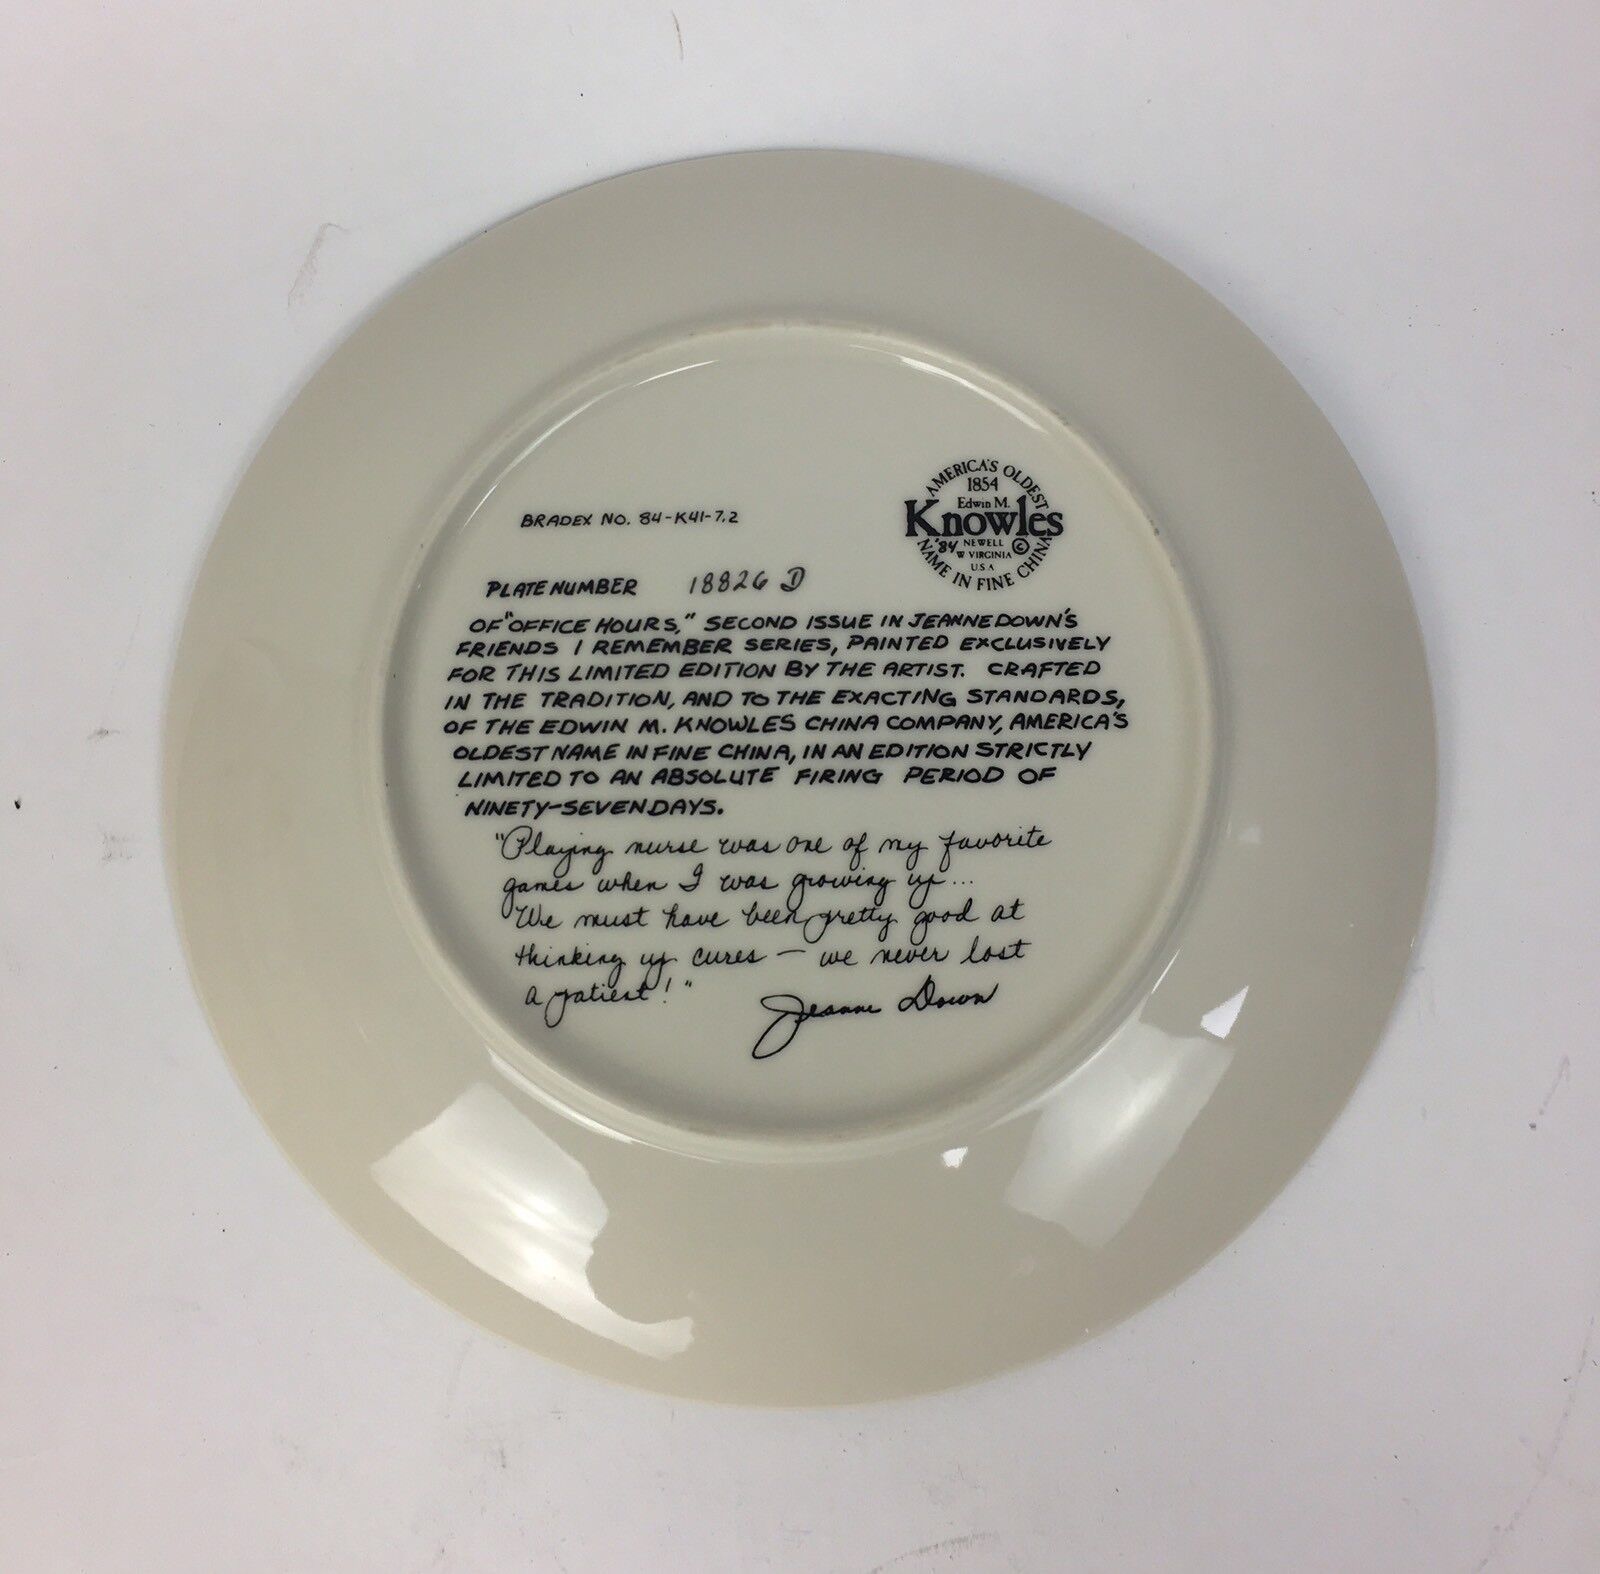 AMERICA'S OLDEST
1854
Edwin M.
Knowles
'84 NEWELL ©
W VIRGINIA
U.S.A
NAME IN FINE CHINA
BRADEX NO. 84-K41-7.2
PLATE NUMBER 18826 D
OF "OFFICE HOURS," SECOND ISSUE IN JEANNE DOWN'S
FRIENDS I REMEMBER SERIES, PAINTED EXCLUSIVELY
FOR THIS LIMITED EDITION BY THE ARTIST. CRAFTED
IN THE TRADITION, AND TO THE EXACTING STANDARDS,
OF THE EDWIN M. KNOWLES CHINA COMPANY, AMERICA'S
OLDEST NAME IN FINE CHINA, IN AN EDITION STRICTLY
LIMITED TO AN ABSOLUTE FIRING PERIOD OF
NINETY-SEVEN DAYS.
"Playing nurse was one of my favorite
games when I was growing up...
We must have been pretty good at
thinking up cures — we never lost
a patient!"
Jeanne Down